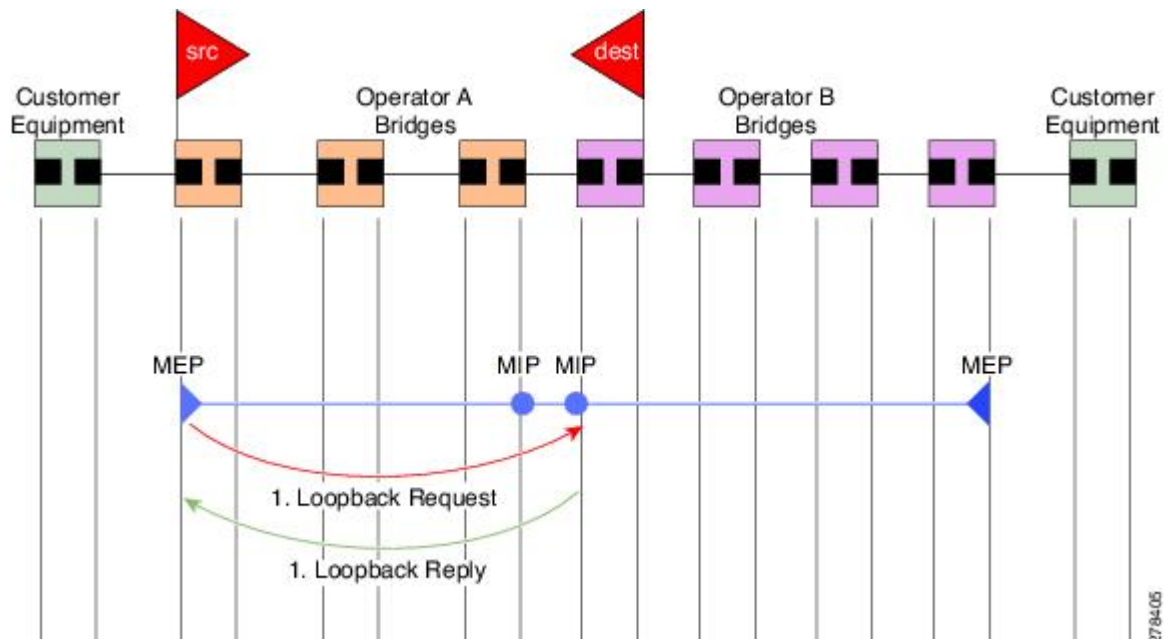 src
dest
Customer
Equipment
Operator A
Bridges
Operator B
Bridges
Customer
Equipment
MEP
MIP
MIP
MEP
1. Loopback Request
1. Loopback Reply
278405